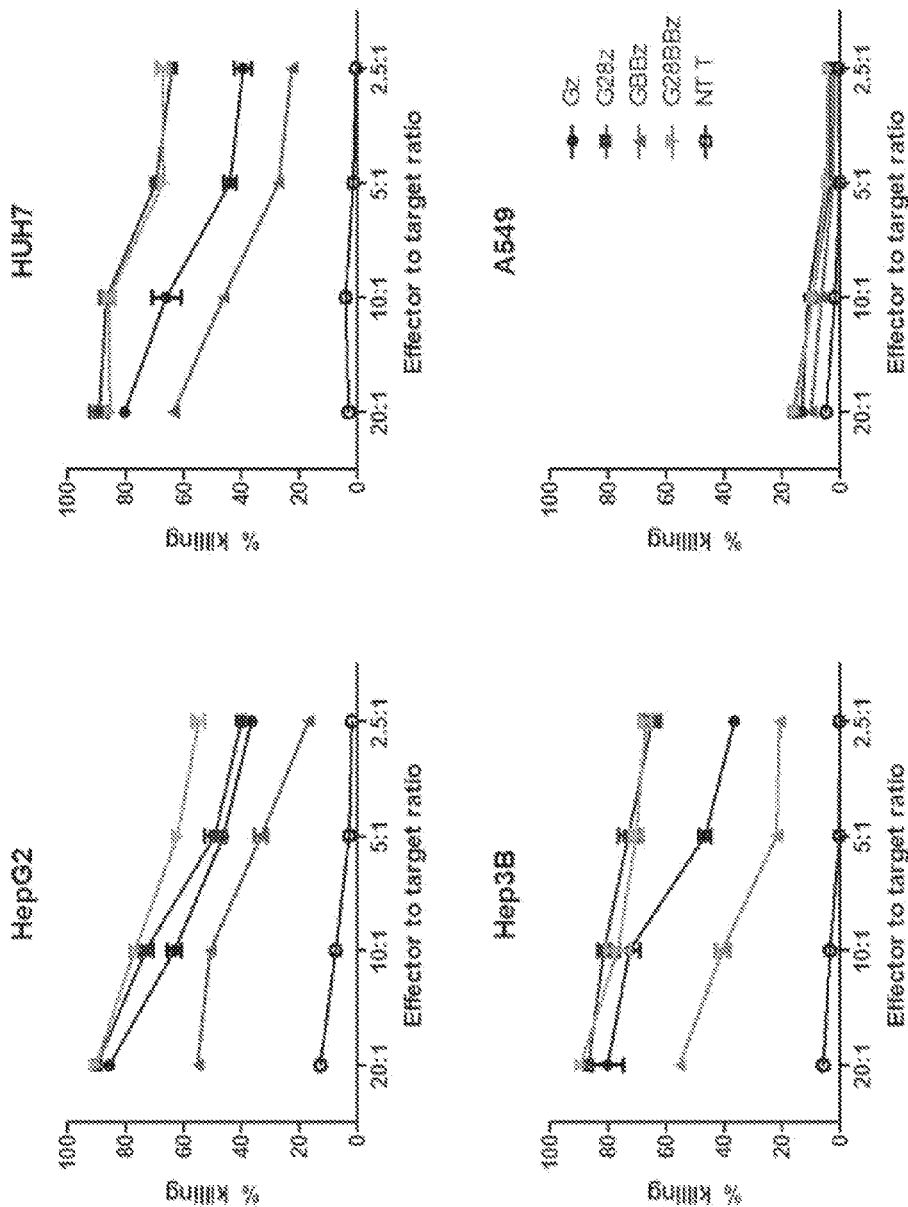 HepG2
% killing
100
80
60
40
20
0
20:1
10:1
5:1
2.5:1
Effector to target ratio
HUH7
% killing
100
80
60
40
20
0
20:1
10:1
5:1
2.5:1
Effector to target ratio
Hep3B
% killing
100
80
60
40
20
0
20:1
10:1
5:1
2.5:1
Effector to target ratio
A549
% killing
100
80
60
40
20
0
20:1
10:1
5:1
2.5:1
Effector to target ratio
Gz
G28z
GBBz
G28BBz
NT T